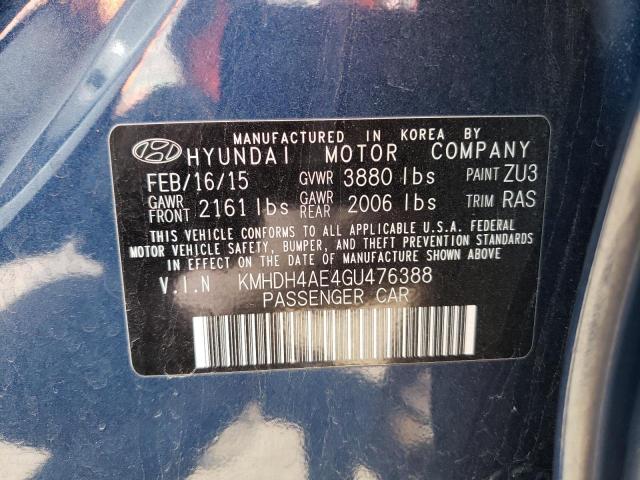 MANUFACTURED IN KOREA BY
HYUNDAI MOTOR COMPANY
FEB/16/15 GVWR 3880 lbs PAINT ZU3
GAWR FRONT 2161 lbs GAWR REAR 2006 lbs TRIM RAS
THIS VEHICLE CONFORMS TO ALL APPLICABLE U.S.A. FEDERAL
MOTOR VEHICLE SAFETY, BUMPER, AND THEFT PREVENTION STANDARDS
IN EFFECT ON THE DATE OF MANUFACTURE SHOWN ABOVE.
V.I.N KMHDH4AE4GU476388
PASSENGER CAR